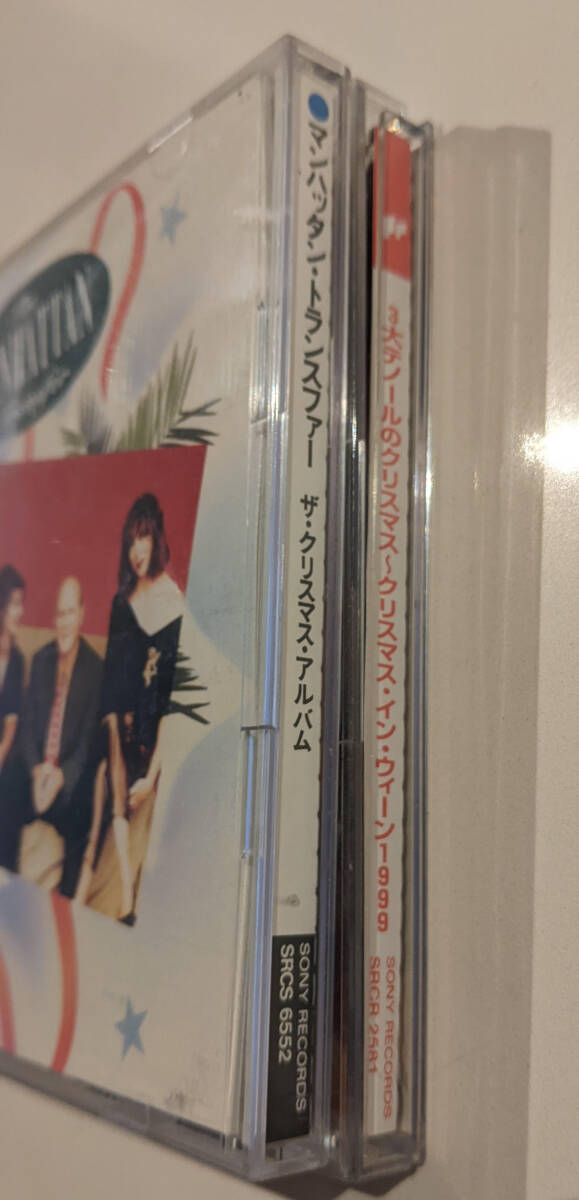 マンハッタン・トランスファー ザ・クリスマス・アルバム
SONY RECORDS
SRCS 6552
3大テノールのクリスマス〜クリスマス・イン・ウィーン1999
SONY RECORDS
SRCR 2581